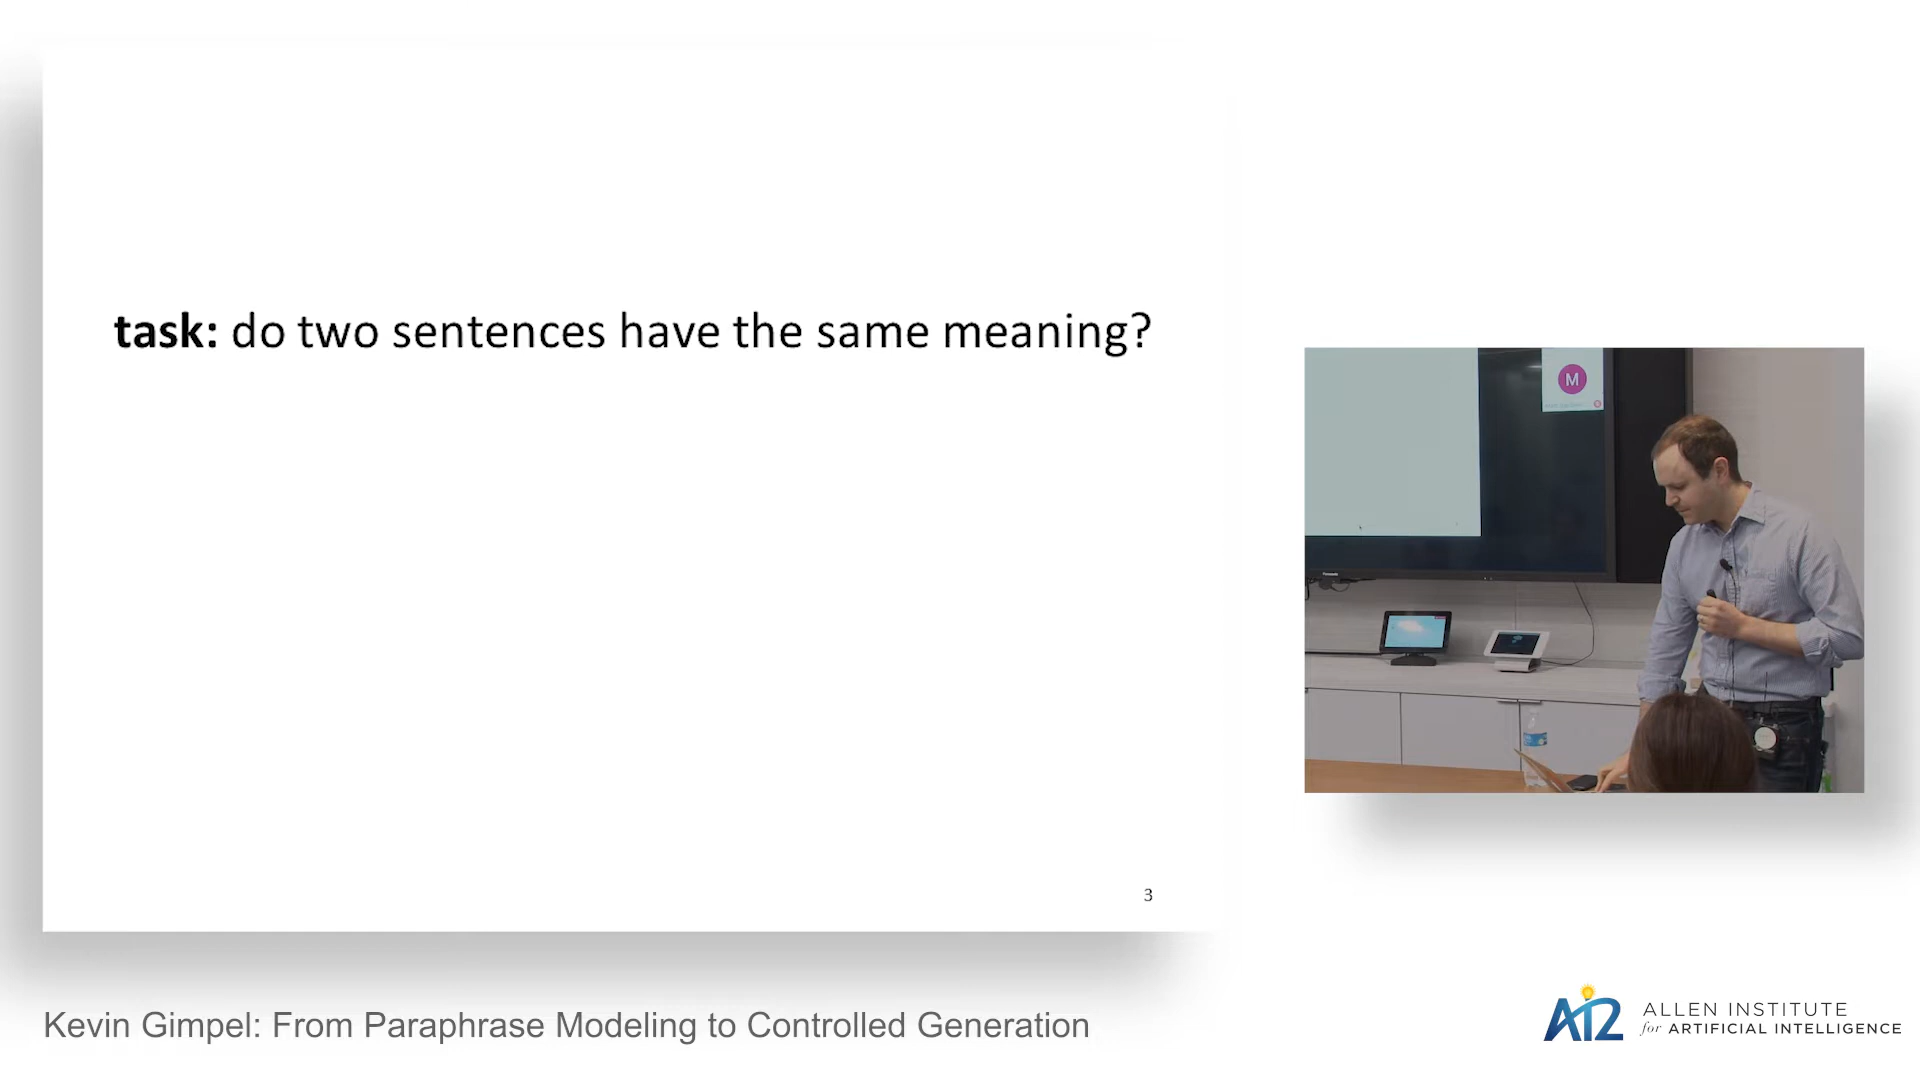 task: do two sentences have the same meaning?
3
M
Kevin Gimpel: From Paraphrase Modeling to Controlled Generation
AI2 ALLEN INSTITUTE
for ARTIFICIAL INTELLIGENCE